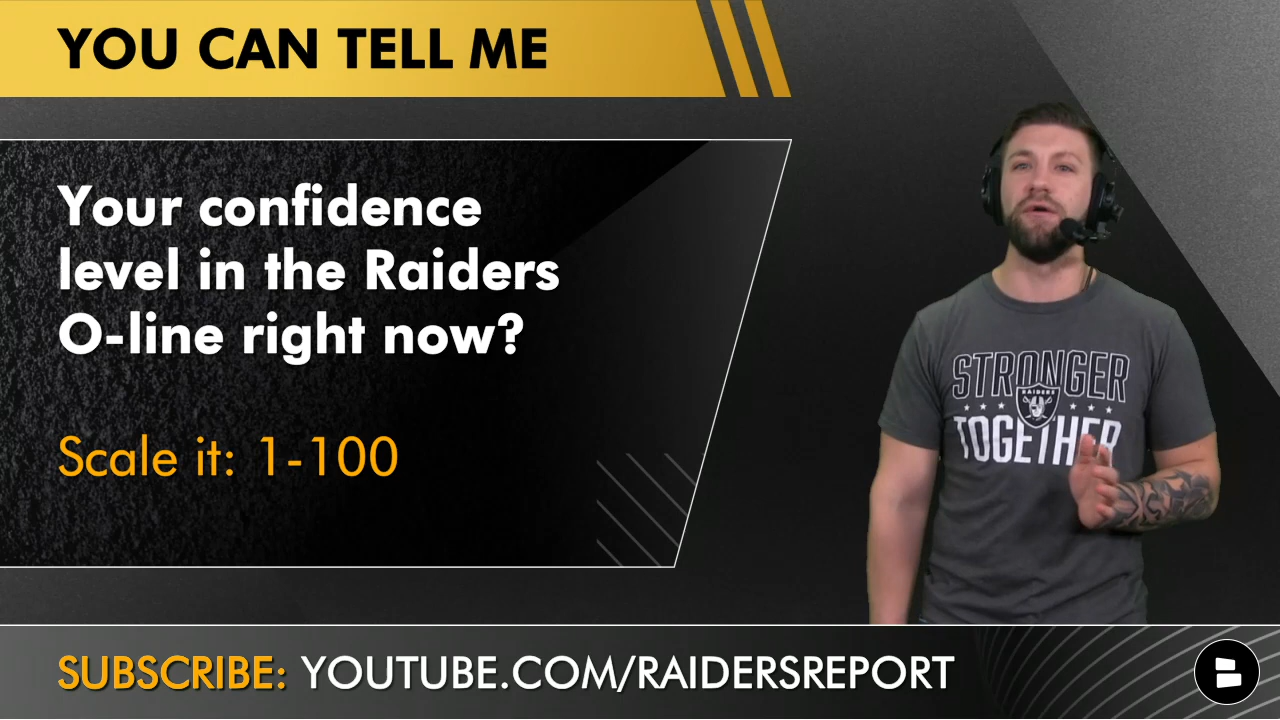 YOU CAN TELL ME
Your confidence
level in the Raiders
O-line right now?
Scale it: 1-100
STRONGER
RAIDERS
TOGETHER
SUBSCRIBE: YOUTUBE.COM/RAIDERSREPORT